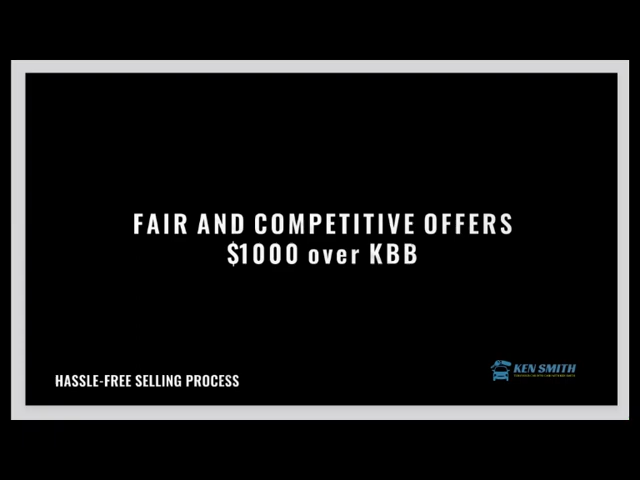 FAIR AND COMPETITIVE OFFERS
$1000 over KBB
HASSLE-FREE SELLING PROCESS
KEN SMITH